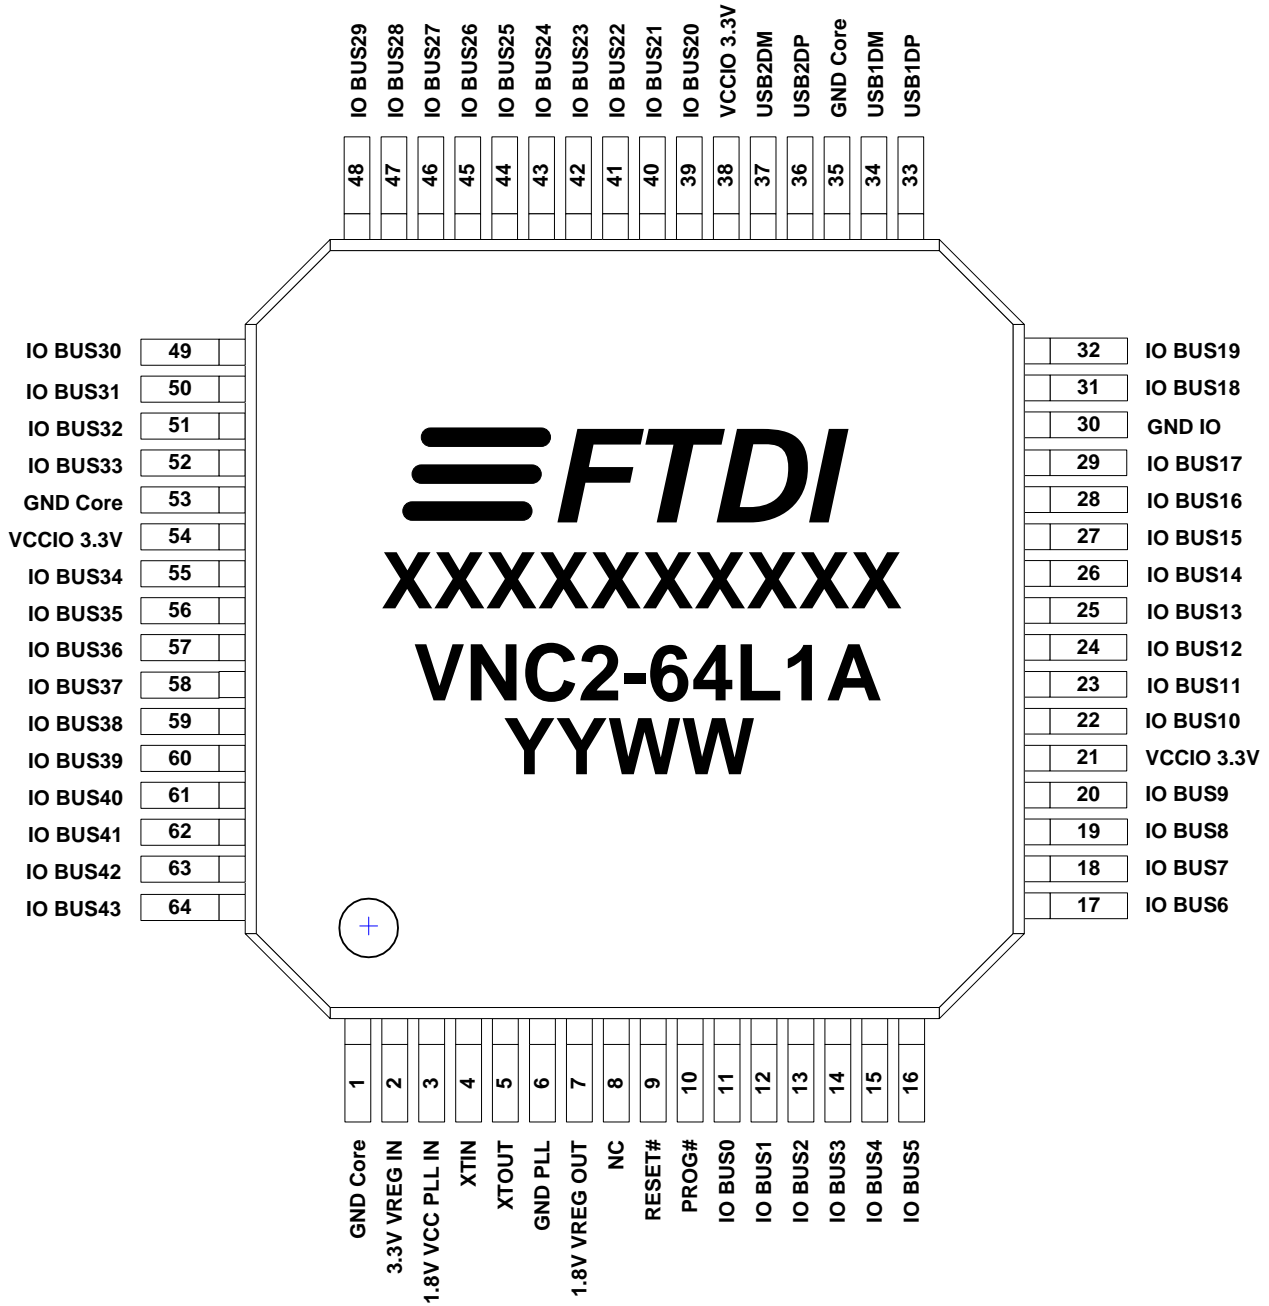 IO BUS29
IO BUS28
IO BUS27
IO BUS26
IO BUS25
IO BUS24
IO BUS23
IO BUS22
IO BUS21
IO BUS20
VCCIO 3.3V
USB2DM
USB2DP
GND Core
USB1DM
USB1DP
48
47
46
45
44
43
42
41
40
39
38
37
36
35
34
33
IO BUS30 49
IO BUS31 50
IO BUS32 51
IO BUS33 52
GND Core 53
VCCIO 3.3V 54
IO BUS34 55
IO BUS35 56
IO BUS36 57
IO BUS37 58
IO BUS38 59
IO BUS39 60
IO BUS40 61
IO BUS41 62
IO BUS42 63
IO BUS43 64
FTDI
XXXXXXXXXX
VNC2-64L1A
YYWW
32 IO BUS19
31 IO BUS18
30 GND IO
29 IO BUS17
28 IO BUS16
27 IO BUS15
26 IO BUS14
25 IO BUS13
24 IO BUS12
23 IO BUS11
22 IO BUS10
21 VCCIO 3.3V
20 IO BUS9
19 IO BUS8
18 IO BUS7
17 IO BUS6
1
2
3
4
5
6
7
8
9
10
11
12
13
14
15
16
GND Core
3.3V VREG IN
1.8V VCC PLL IN
XTIN
XTOUT
GND PLL
1.8V VREG OUT
NC
RESET#
PROG#
IO BUS0
IO BUS1
IO BUS2
IO BUS3
IO BUS4
IO BUS5